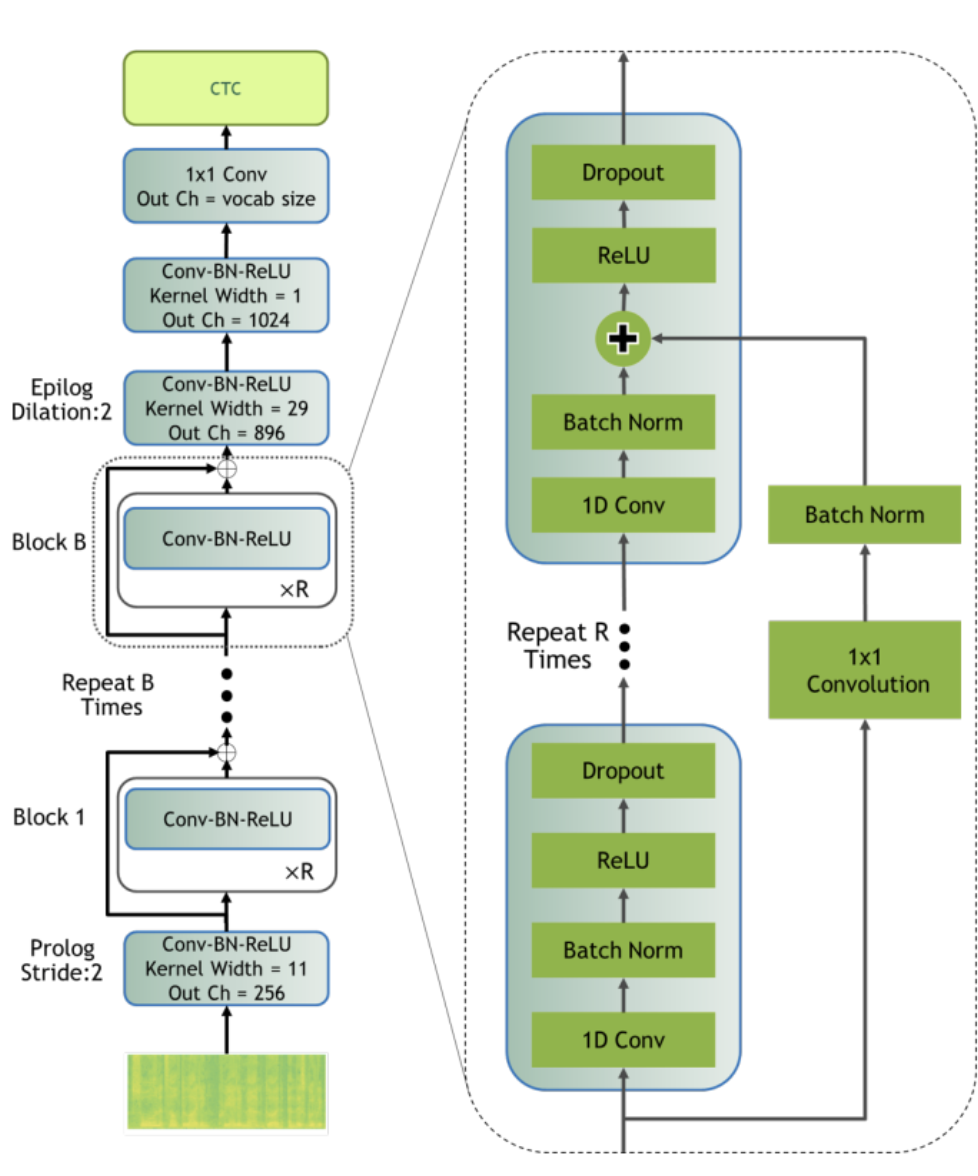 CTC
1x1 Conv
Out Ch = vocab size
Conv-BN-ReLU
Kernel Width = 1
Out Ch = 1024
Epilog
Dilation:2
Conv-BN-ReLU
Kernel Width = 29
Out Ch = 896
Block B
Conv-BN-ReLU
×R
Repeat B
Times
Block 1
Conv-BN-ReLU
×R
Prolog
Stride:2
Conv-BN-ReLU
Kernel Width = 11
Out Ch = 256
Dropout
ReLU
+
Batch Norm
1D Conv
Repeat R
Times
Dropout
ReLU
Batch Norm
1D Conv
Batch Norm
1x1
Convolution